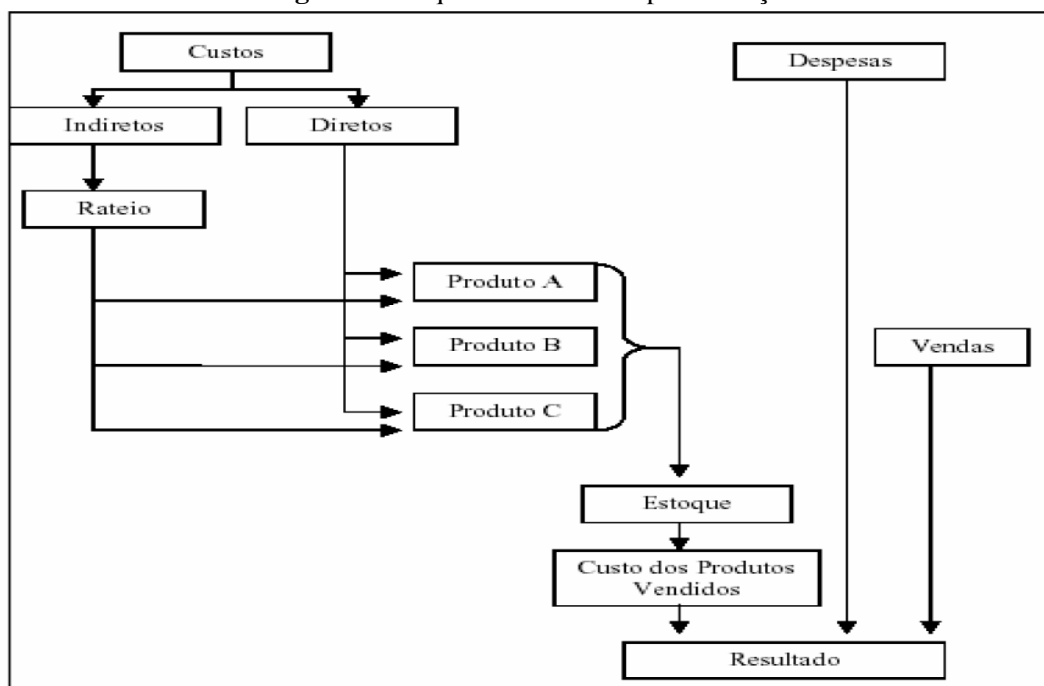 Custos
Despesas
Indiretos
Diretos
Rateio
Produto A
Produto B
Vendas
Produto C
Estoque
Custo dos Produtos
Vendidos
Resultado